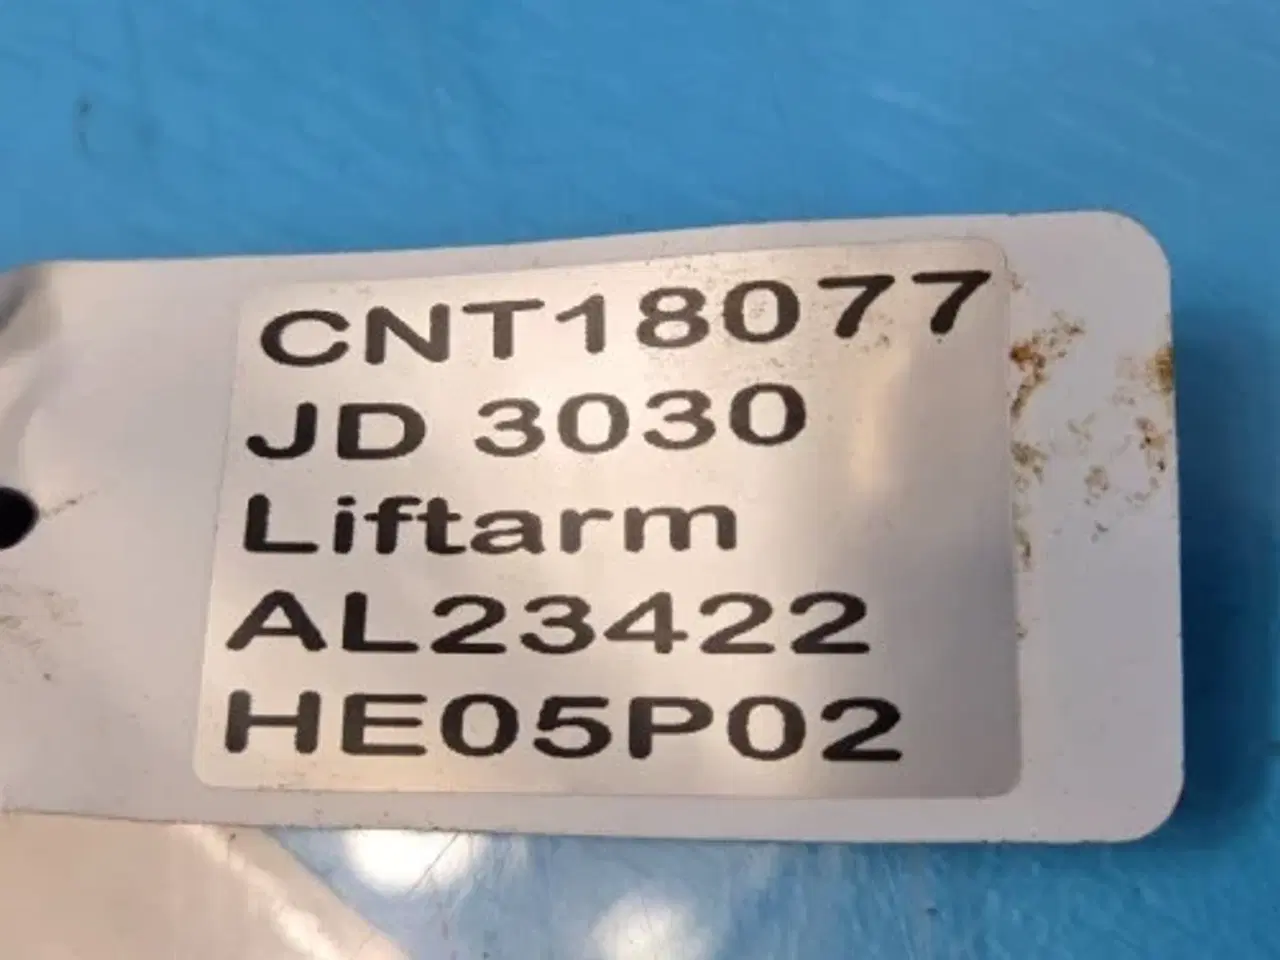 CNT18077
JD 3030
Liftarm
AL23422
HE05P02